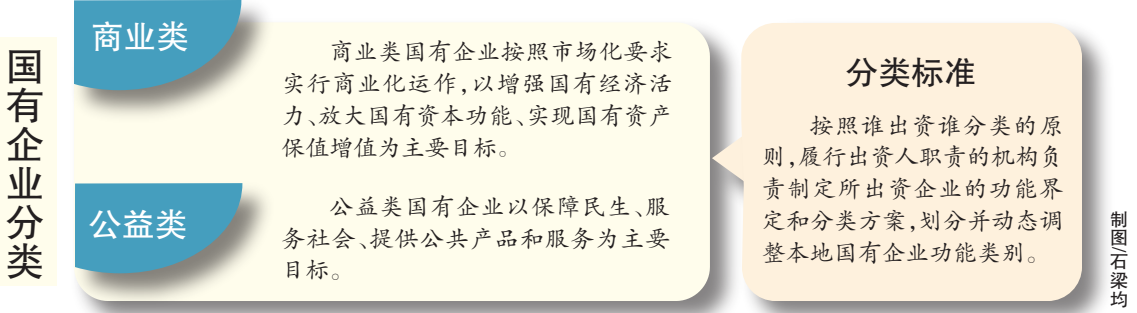 国有企业分类
商业类
商业类国有企业按照市场化要求
实行商业化运作,以增强国有经济活
力、放大国有资本功能、实现国有资产
保值增值为主要目标。
公益类
公益类国有企业以保障民生、服
务社会、提供公共产品和服务为主要
目标。
分类标准
按照谁出资谁分类的原
则,履行出资人职责的机构负
责制定所出资企业的功能界
定和分类方案,划分并动态调
整本地国有企业功能类别。
制图/石梁均